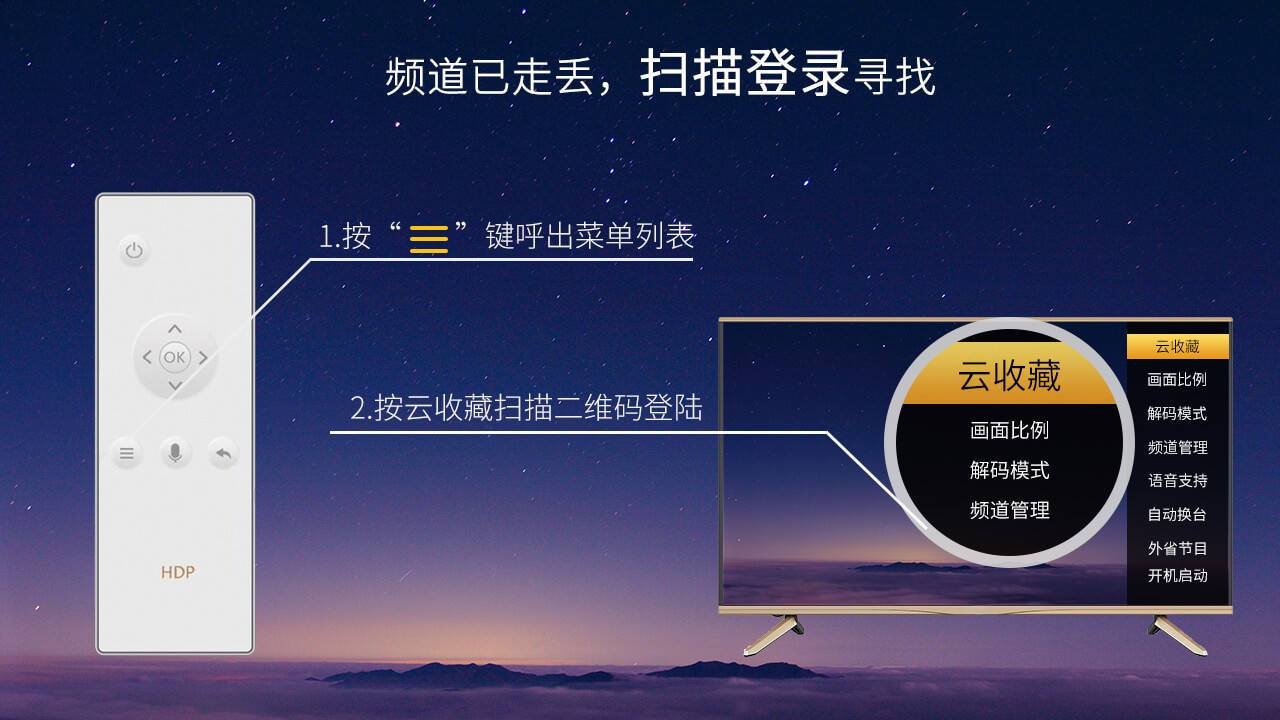 频道已走丢，扫描登录寻找
1.按“☰”键呼出菜单列表
OK
HDP
2.按云收藏扫描二维码登陆
云收藏
画面比例
解码模式
频道管理
云收藏
画面比例
解码模式
频道管理
语音支持
自动换台
外省节目
开机启动